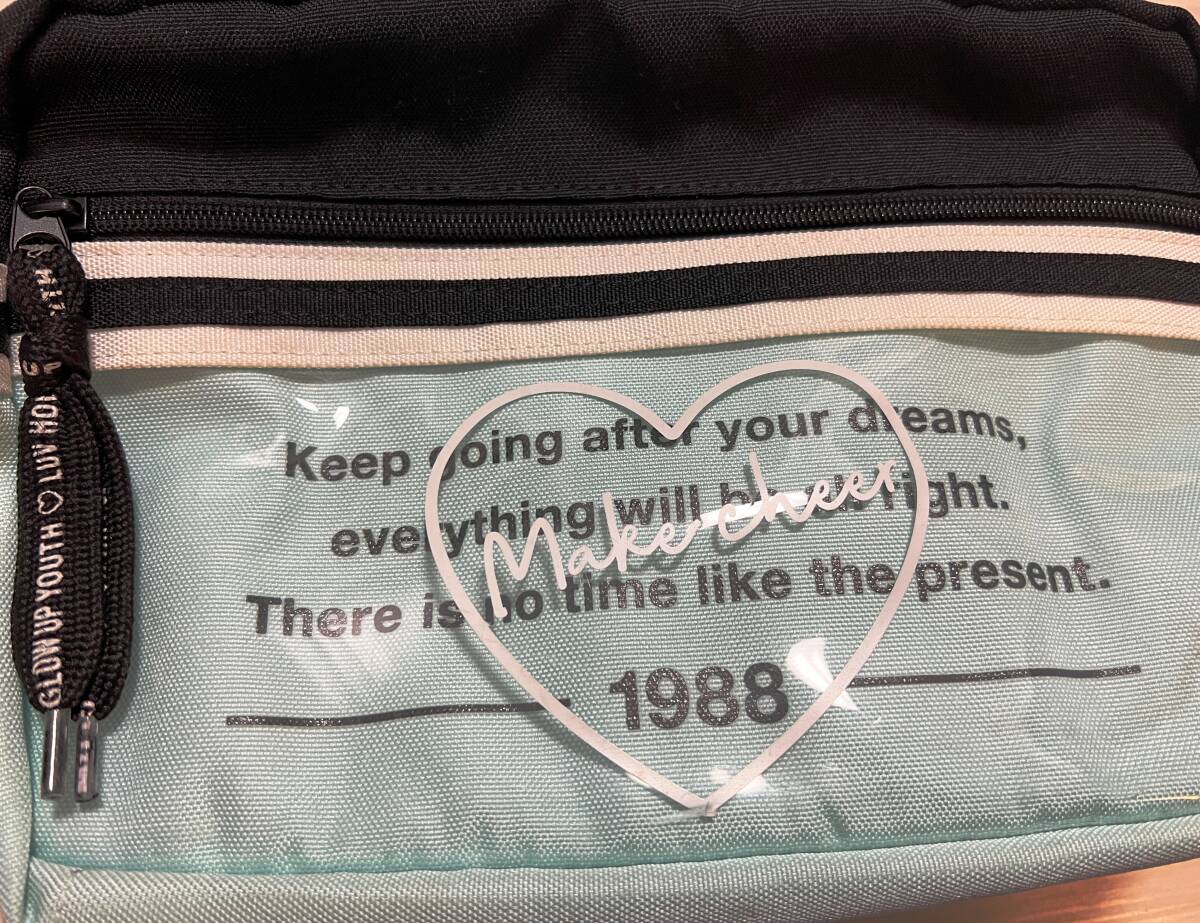 Keep going after your dreams,
everything will be all right.
There is no time like the present.
1988
Make cheer
GLOW UP YOUTH ♡ LUV